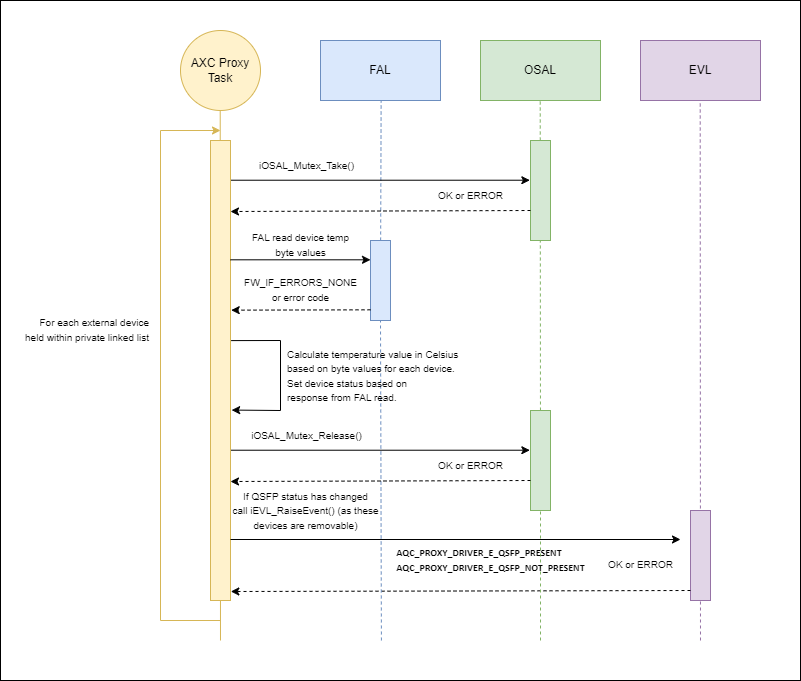 AXC Proxy
Task
FAL
OSAL
EVL
iOSAL_Mutex_Take()
OK or ERROR
FAL read device temp
byte values
FW_IF_ERRORS_NONE
or error code
For each external device
held within private linked list
Calculate temperature value in Celsius
based on byte values for each device.
Set device status based on
response from FAL read.
iOSAL_Mutex_Release()
OK or ERROR
If QSFP status has changed
call iEVL_RaiseEvent() (as these
devices are removable)
AQC_PROXY_DRIVER_E_QSFP_PRESENT
AQC_PROXY_DRIVER_E_QSFP_NOT_PRESENT
OK or ERROR